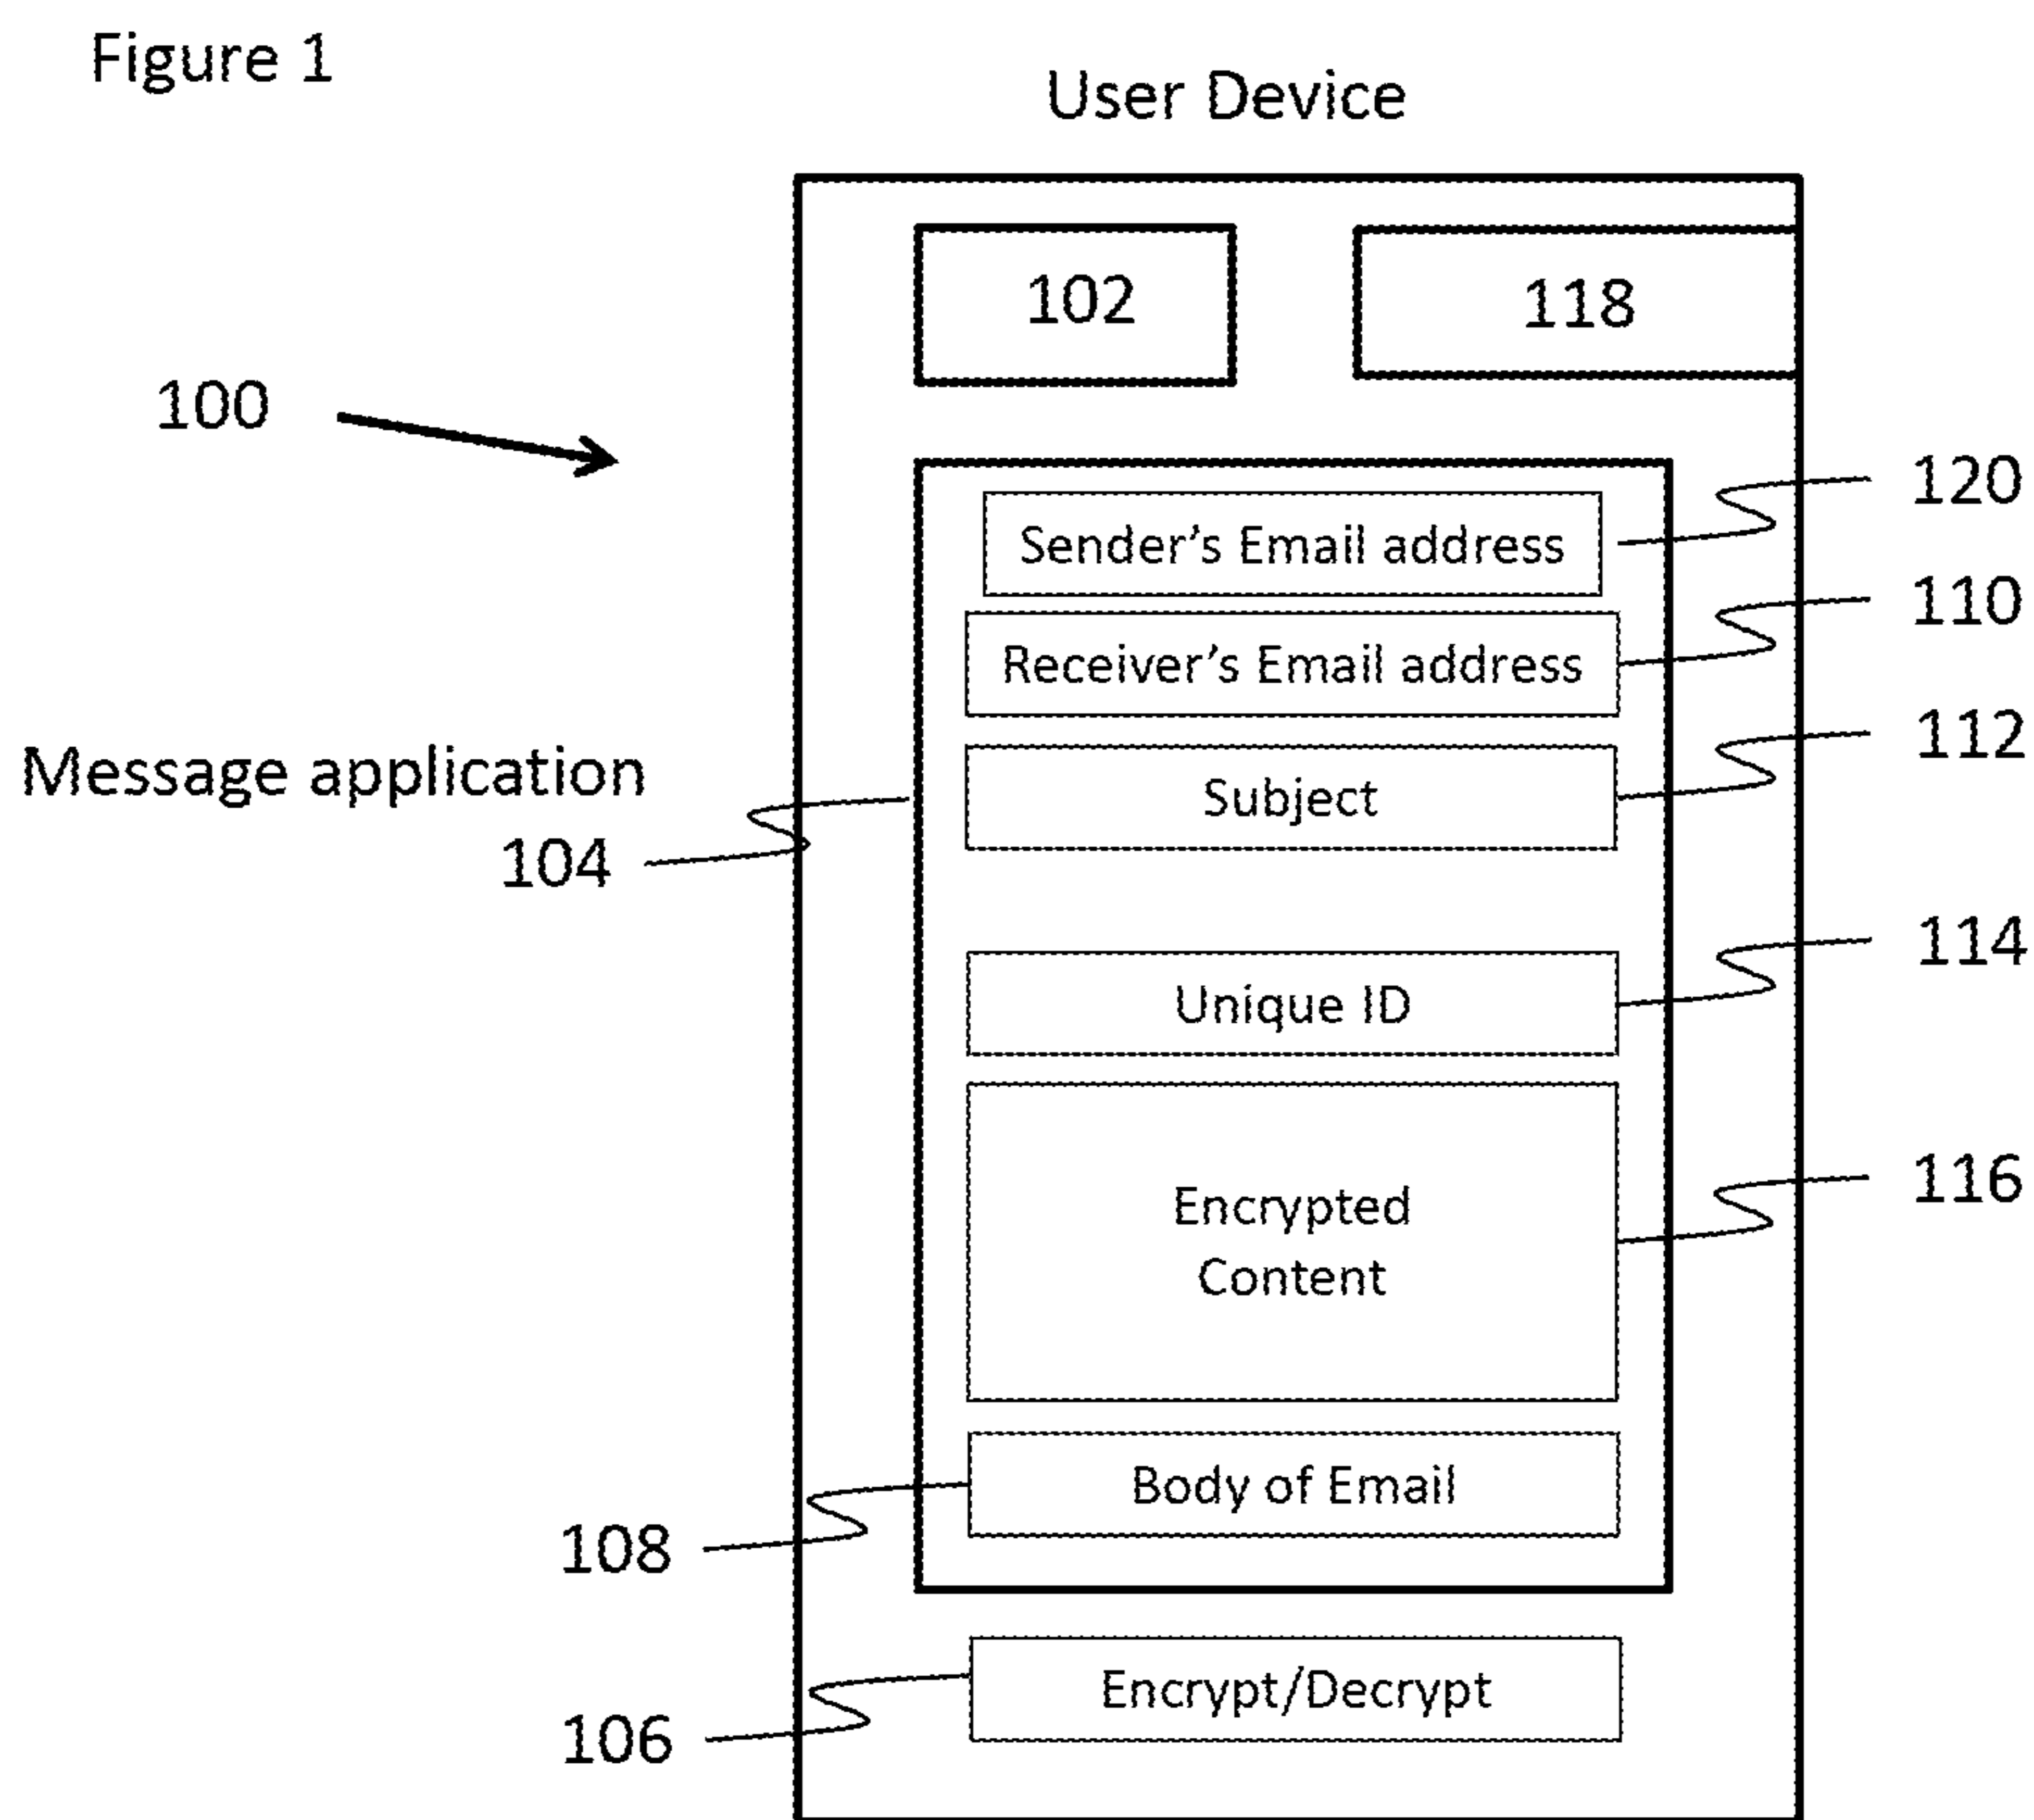 Figure 1
User Device
102
118
100
Sender's Email address
120
Receiver's Email address
110
Message application
104
Subject
112
Unique ID
114
Encrypted
Content
116
Body of Email
108
Encrypt/Decrypt
106